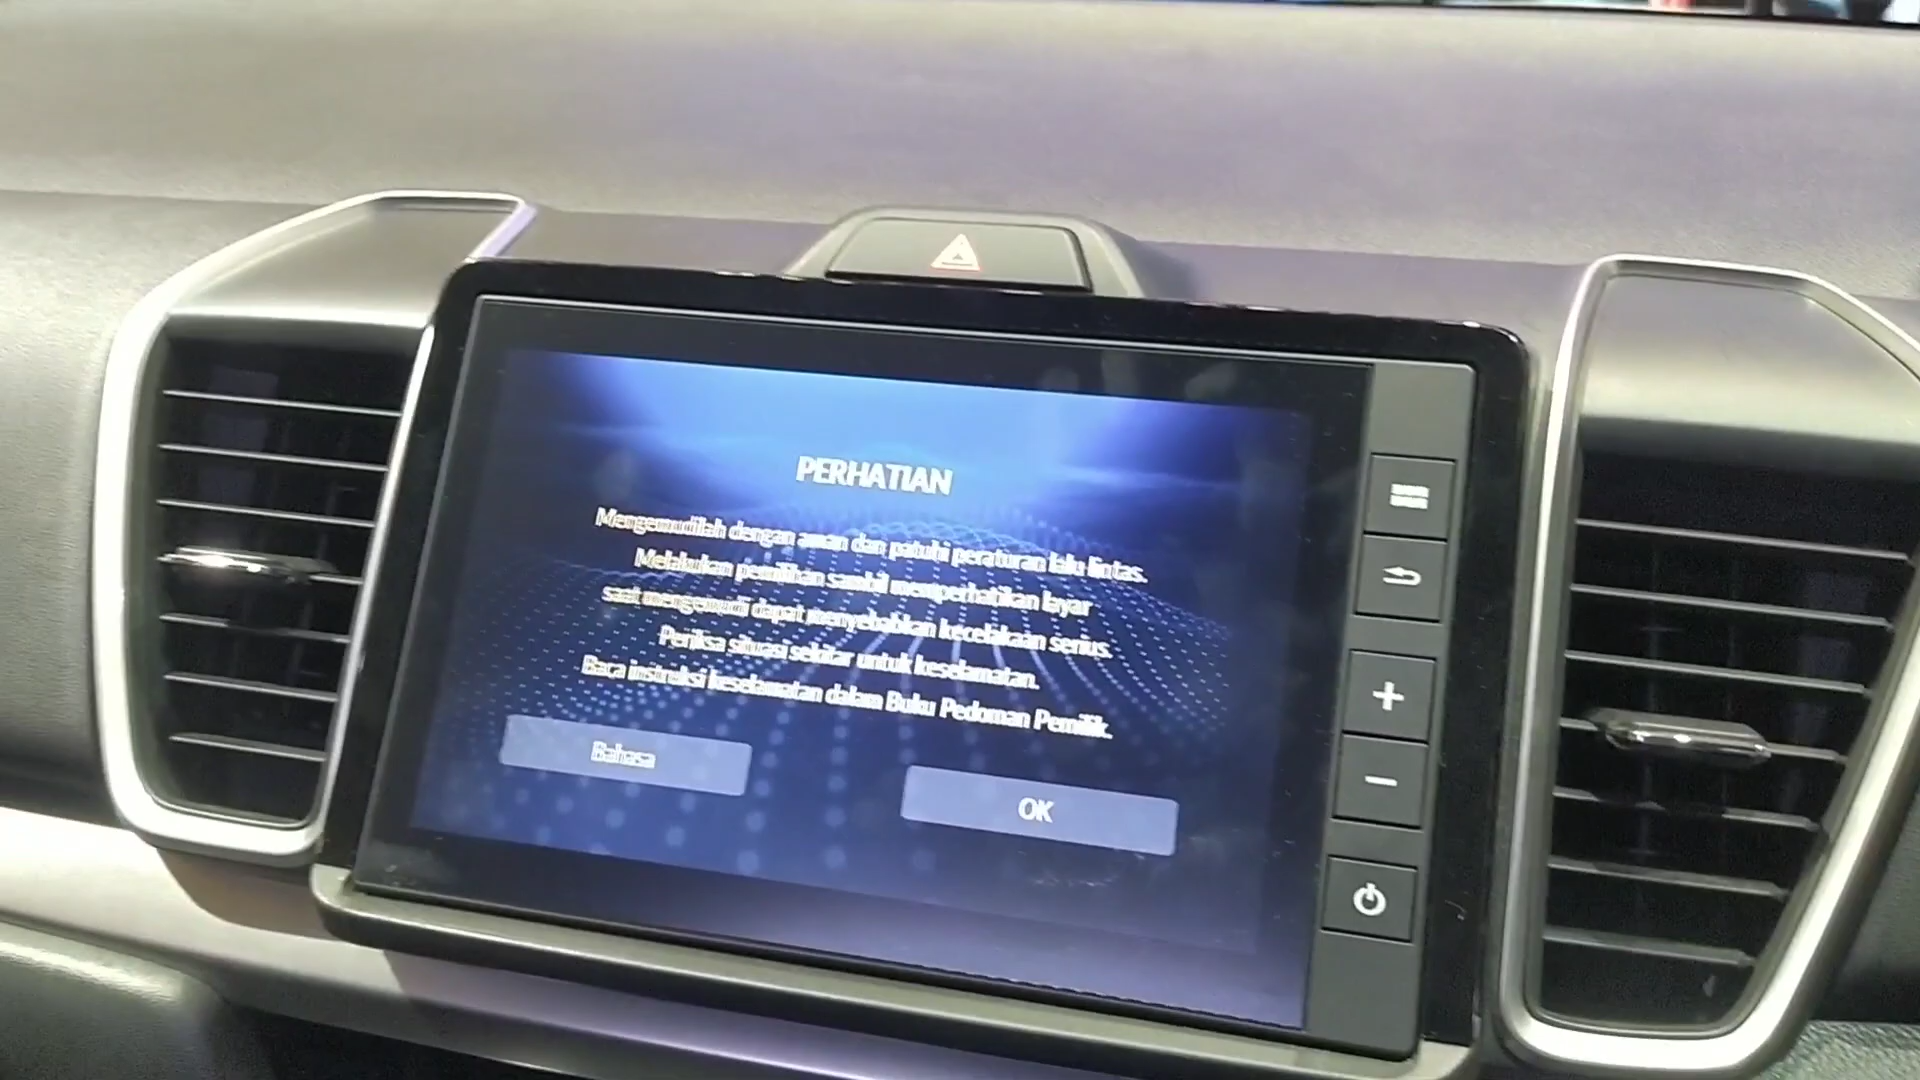 PERHATIAN
Mengemudilah dengan aman dan patuhi peraturan lalu lintas.
Melakukan pemilihan sambil memperhatikan layar
saat mengemudi dapat menyebabkan kecelakaan serius.
Periksa situasi sekitar untuk keselamatan.
Baca instruksi keselamatan dalam Buku Pedoman Pemilik.
Bahasa
OK